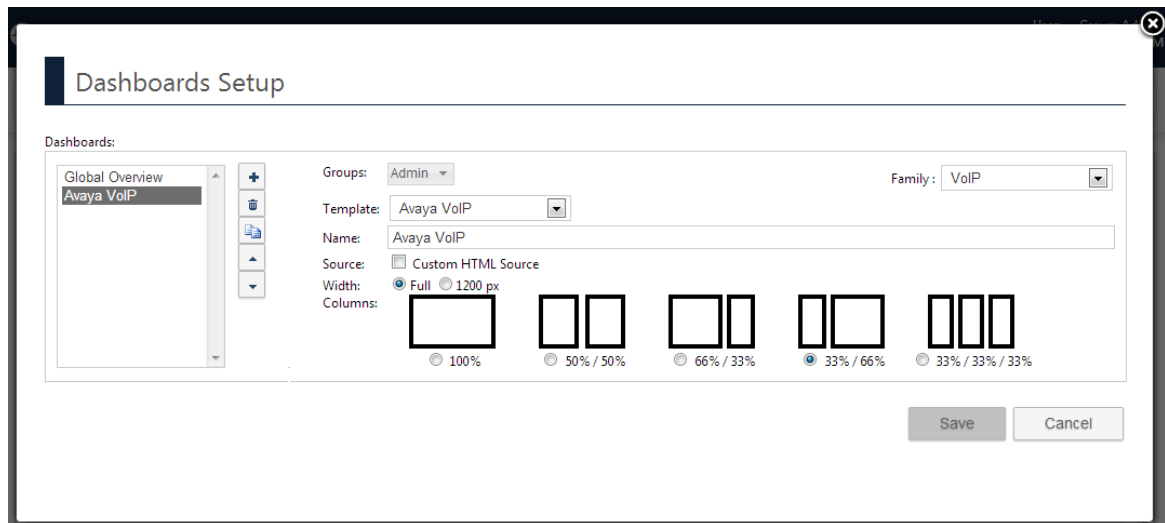 Dashboards Setup
Dashboards:
Global Overview
Avaya VoIP
Groups: Admin
Family : VoIP
Template: Avaya VoIP
Name: Avaya VoIP
Source: Custom HTML Source
Width: Full 1200 px
Columns:
100% 50% / 50% 66% / 33% 33% / 66% 33% / 33% / 33%
Save Cancel